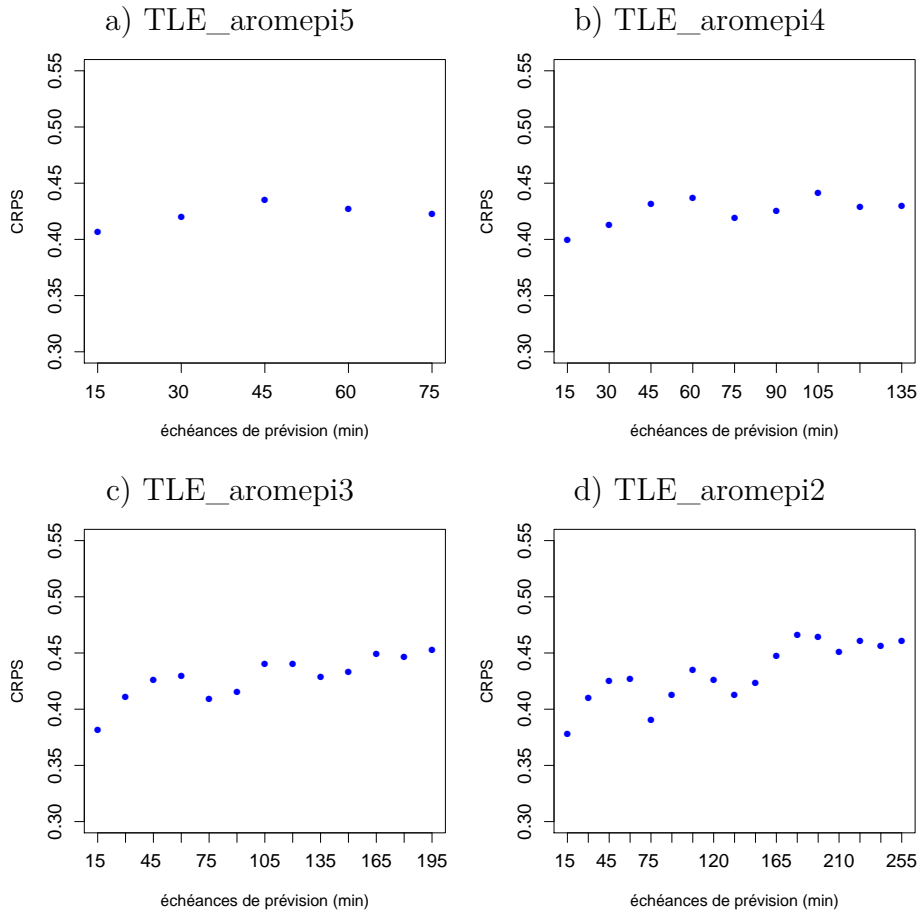 a) TLE_aromepi5
CRPS
0.55
0.50
0.45
0.40
0.35
0.30
15 30 45 60 75
échéances de prévision (min)
b) TLE_aromepi4
CRPS
0.55
0.50
0.45
0.40
0.35
0.30
15 30 45 60 75 90 105 135
échéances de prévision (min)
c) TLE_aromepi3
CRPS
0.55
0.50
0.45
0.40
0.35
0.30
15 45 75 105 135 165 195
échéances de prévision (min)
d) TLE_aromepi2
CRPS
0.55
0.50
0.45
0.40
0.35
0.30
15 45 75 120 165 210 255
échéances de prévision (min)